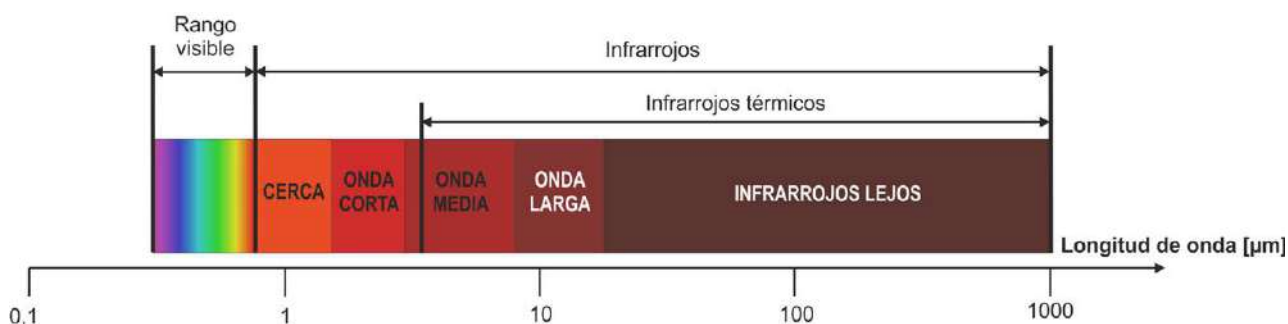 Rango
visible
Infrarrojos
Infrarrojos térmicos
CERCA
ONDA
CORTA
ONDA
MEDIA
ONDA
LARGA
INFRARROJOS LEJOS
Longitud de onda [µm]
0.1
1
10
100
1000